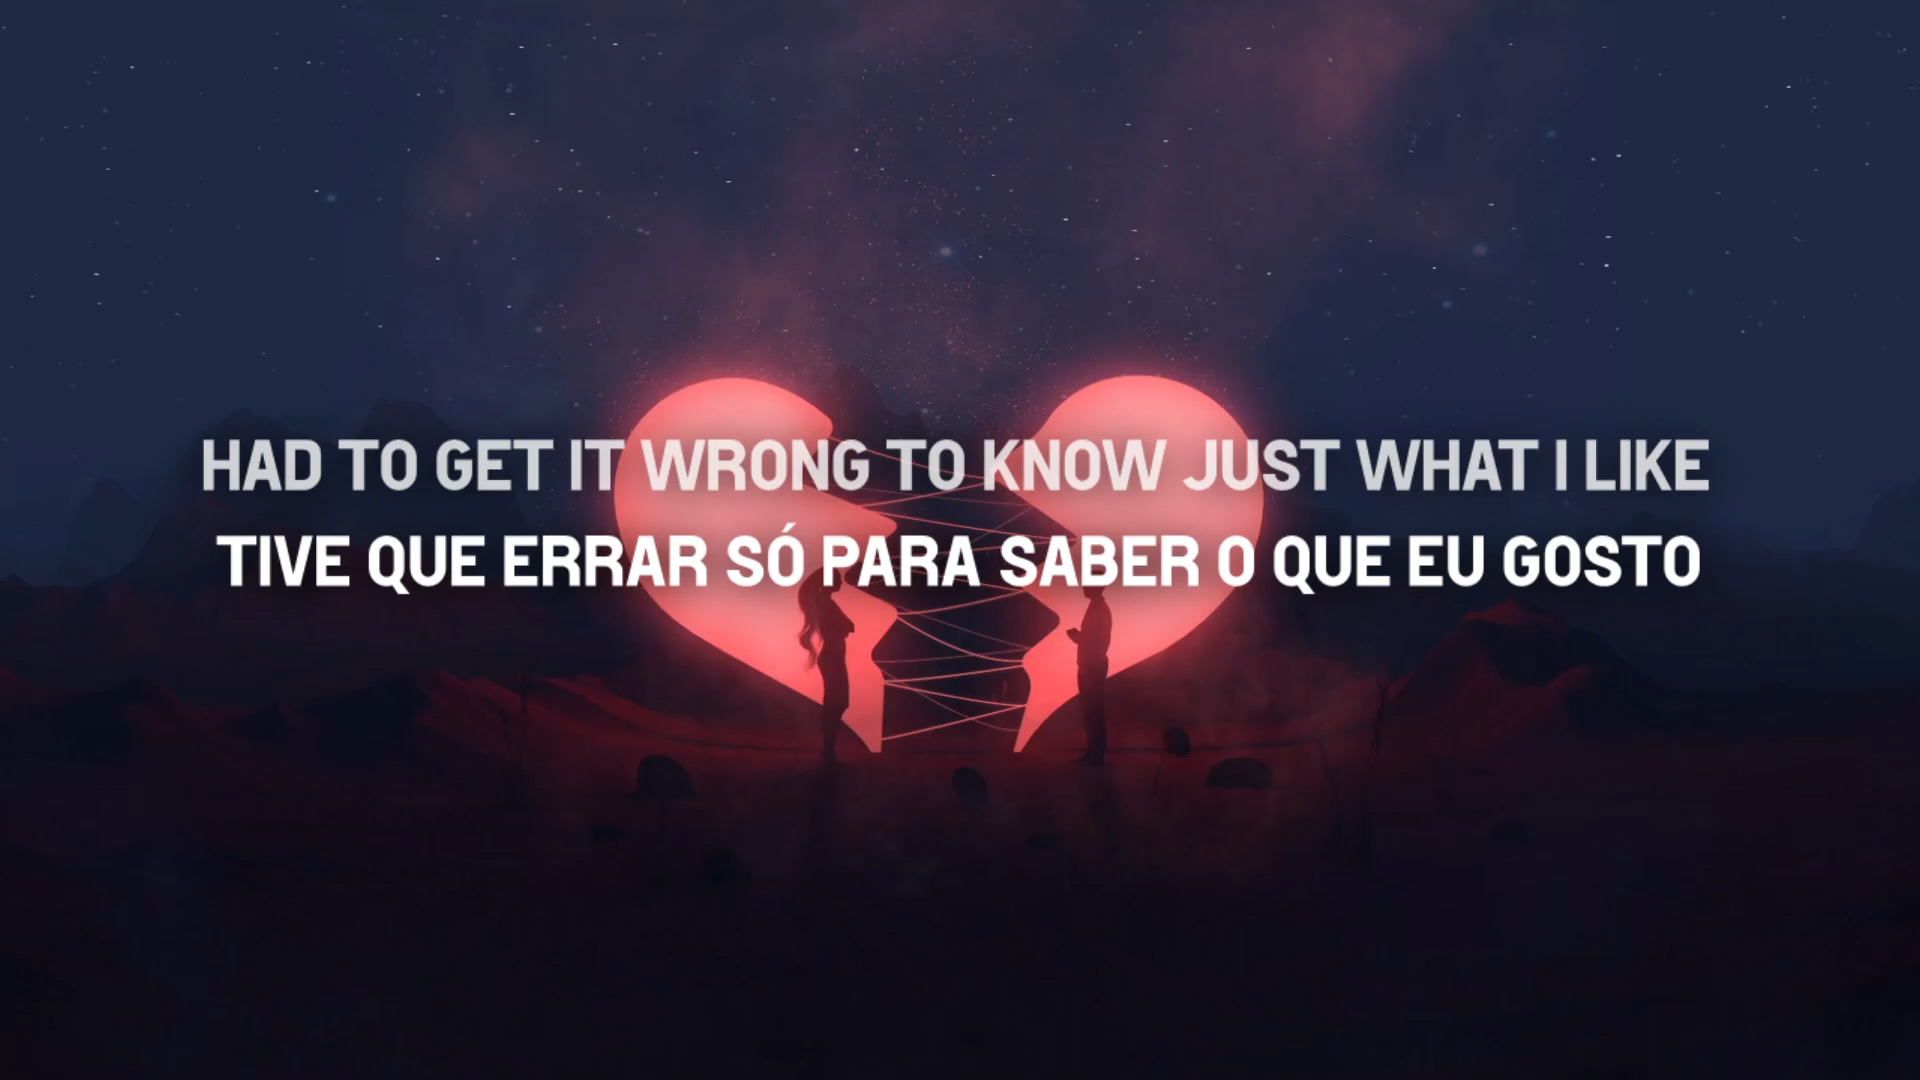 HAD TO GET IT WRONG TO KNOW JUST WHAT I LIKE
TIVE QUE ERRAR SÓ PARA SABER O QUE EU GOSTO